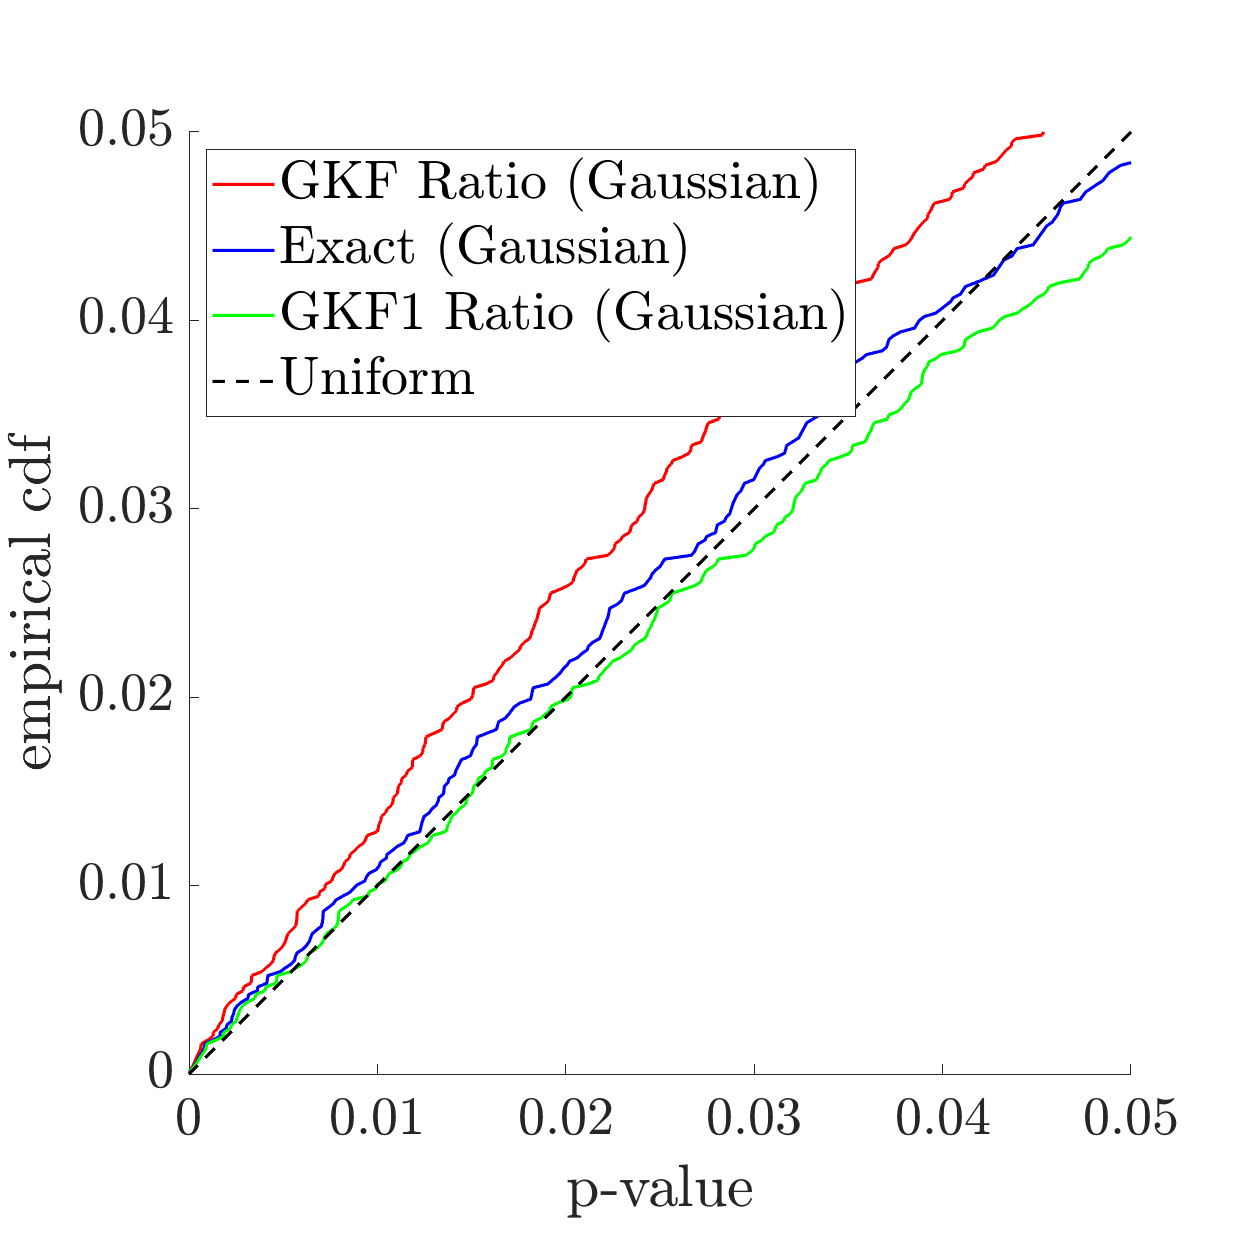 0.05
0.04
0.03
0.02
0.01
0
empirical cdf
GKF Ratio (Gaussian)
Exact (Gaussian)
GKF1 Ratio (Gaussian)
Uniform
0 0.01 0.02 0.03 0.04 0.05
p-value